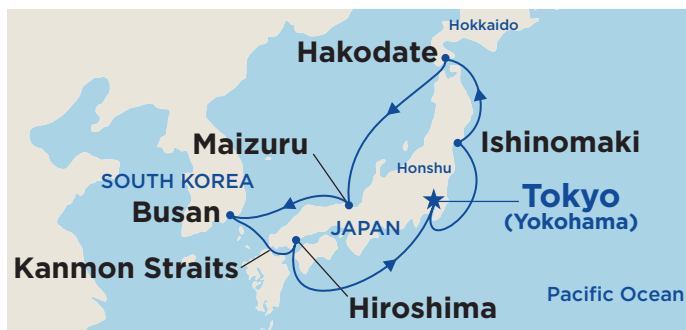 Hokkaido
Hakodate
Maizuru
Ishinomaki
Honshu
SOUTH KOREA
Tokyo
(Yokohama)
Busan
JAPAN
Kanmon Straits
Hiroshima
Pacific Ocean